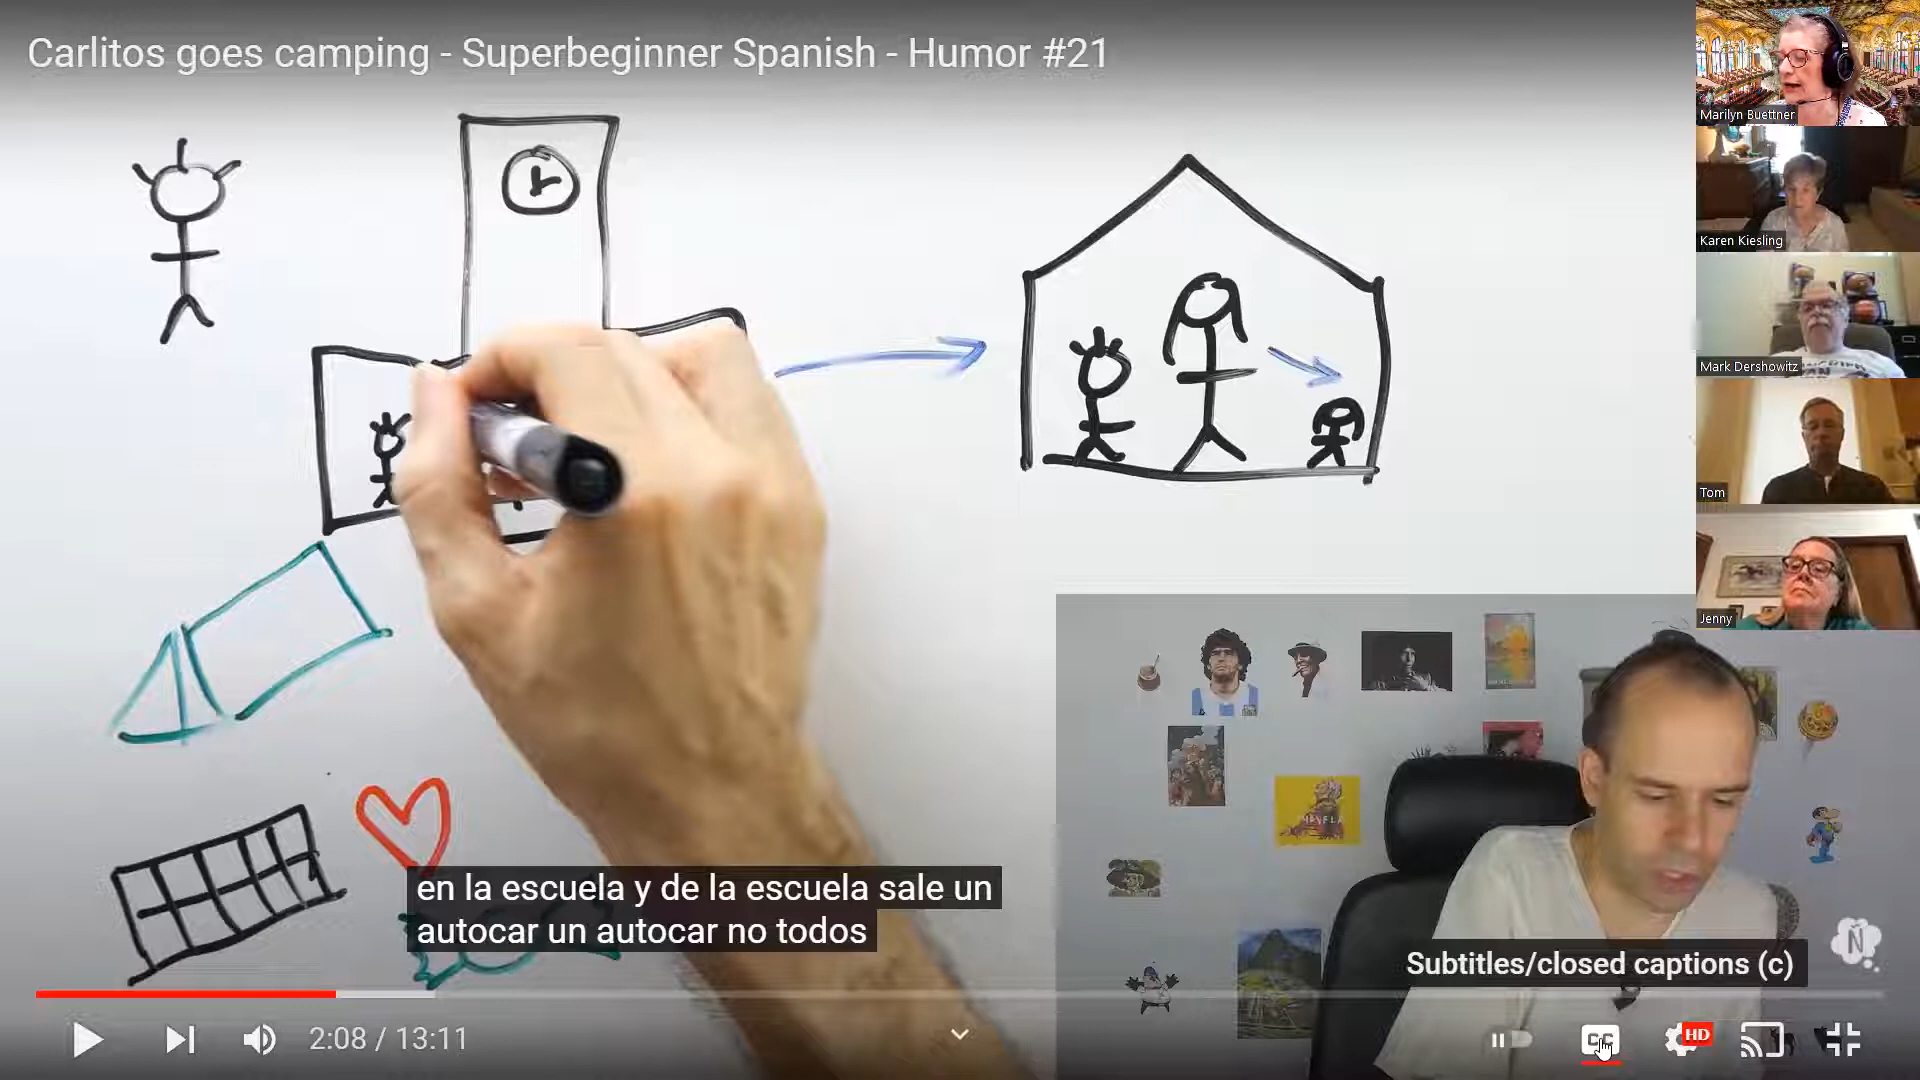 Carlitos goes camping - Superbeginner Spanish - Humor #21
Marilyn Buettner
Karen Kiesling
Mark Dershowitz
Tom
Jenny
en la escuela y de la escuela sale un
autocar un autocar no todos
Subtitles/closed captions (c)
Ñ
2:08 / 13:11
CC
HD